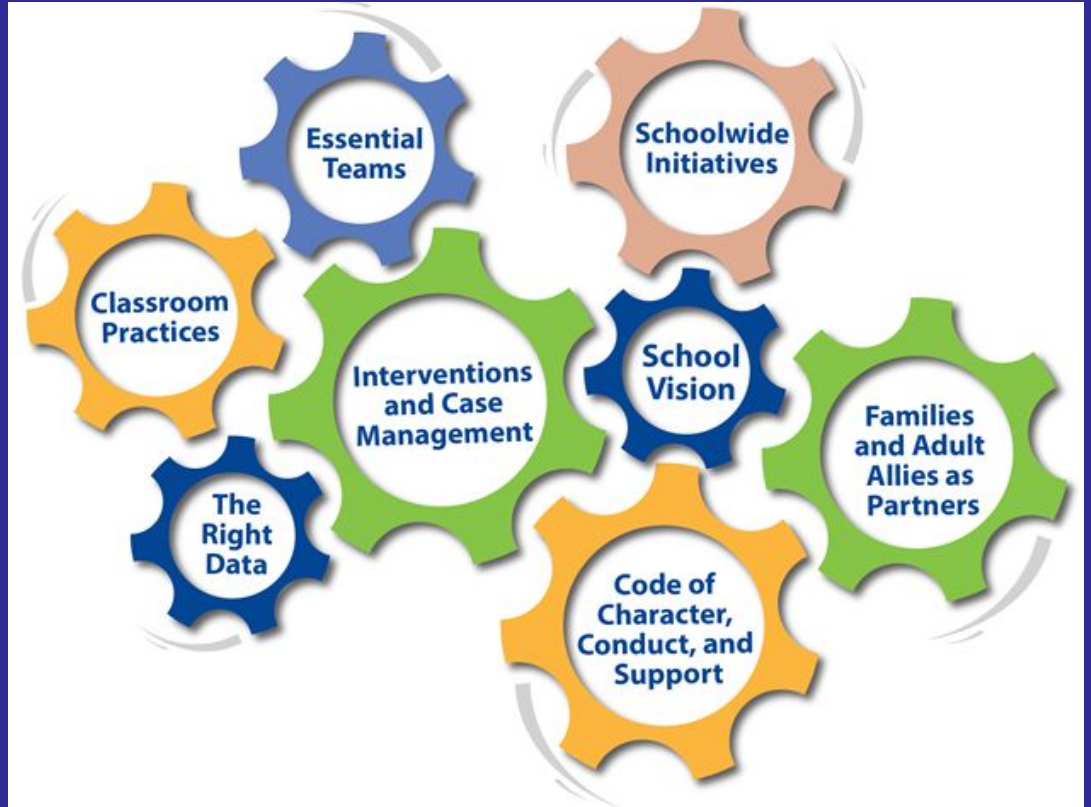 Essential
Teams
Schoolwide
Initiatives
Classroom
Practices
Interventions
and Case
Management
School
Vision
Families
and Adult
Allies as
Partners
The
Right
Data
Code of
Character,
Conduct, and
Support